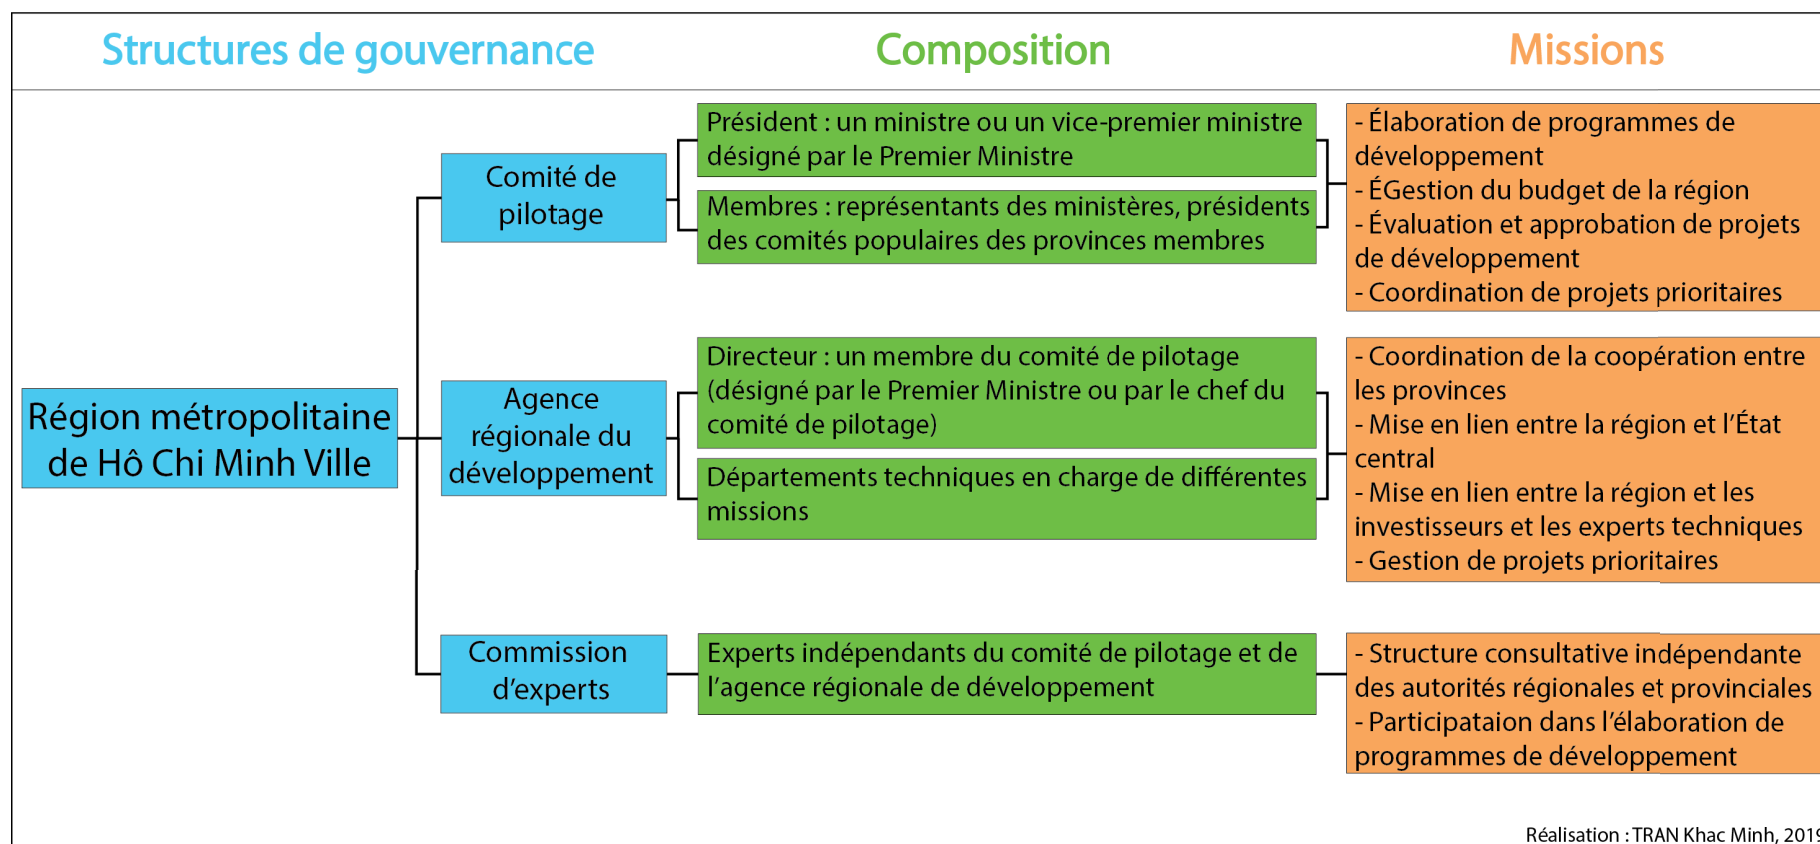 Structures de gouvernance
Composition
Missions
Région métropolitaine
de Hô Chi Minh Ville
Comité de
pilotage
Président : un ministre ou un vice-premier ministre
désigné par le Premier Ministre
Membres : représentants des ministères, présidents
des comités populaires des provinces membres
- Élaboration de programmes de
développement
- ÉGestion du budget de la région
- Évaluation et approbation de projets
de développement
- Coordination de projets prioritaires
Agence
régionale du
développement
Directeur : un membre du comité de pilotage
(désigné par le Premier Ministre ou par le chef du
comité de pilotage)
Départements techniques en charge de différentes
missions
- Coordination de la coopération entre
les provinces
- Mise en lien entre la région et l’État
central
- Mise en lien entre la région et les
investisseurs et les experts techniques
- Gestion de projets prioritaires
Commission
d’experts
Experts indépendants du comité de pilotage et de
l’agence régionale de développement
- Structure consultative indépendante
des autorités régionales et provinciales
- Participataion dans l’élaboration de
programmes de développement
Réalisation : TRAN Khac Minh, 2019